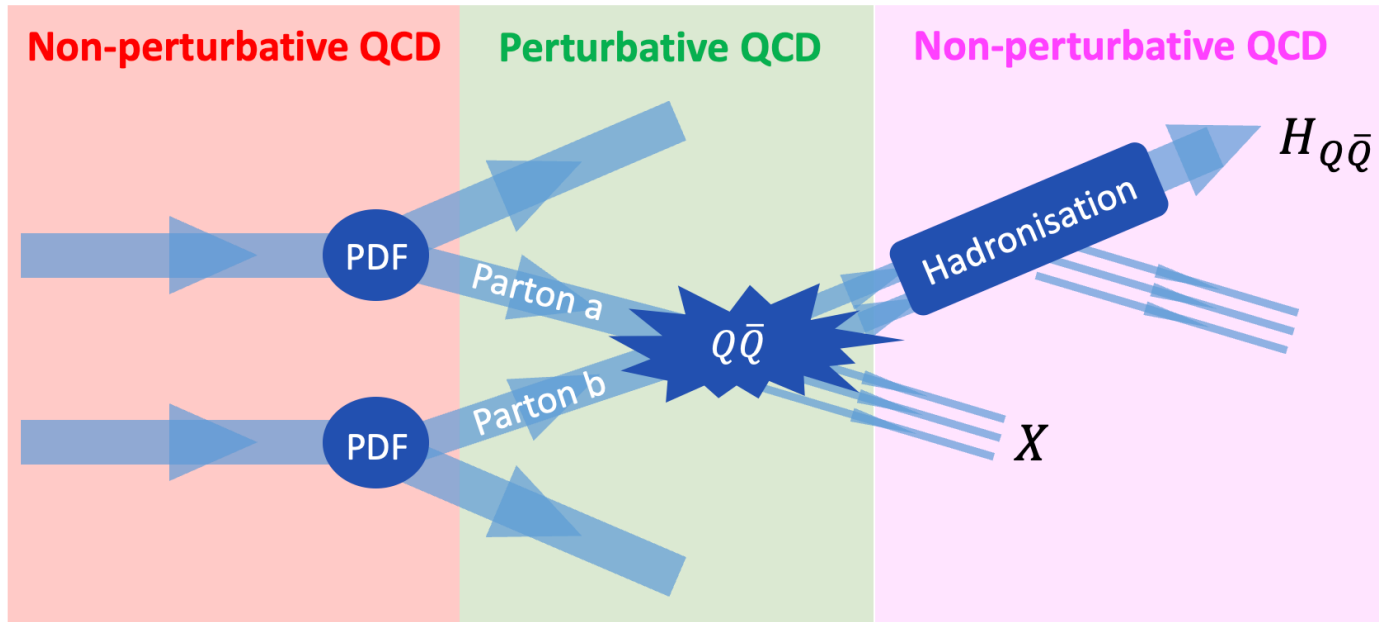 Non-perturbative QCD
Perturbative QCD
Non-perturbative QCD
PDF
Parton a
Hadronisation
H_{QQ̄}
QQ̄
PDF
Parton b
X